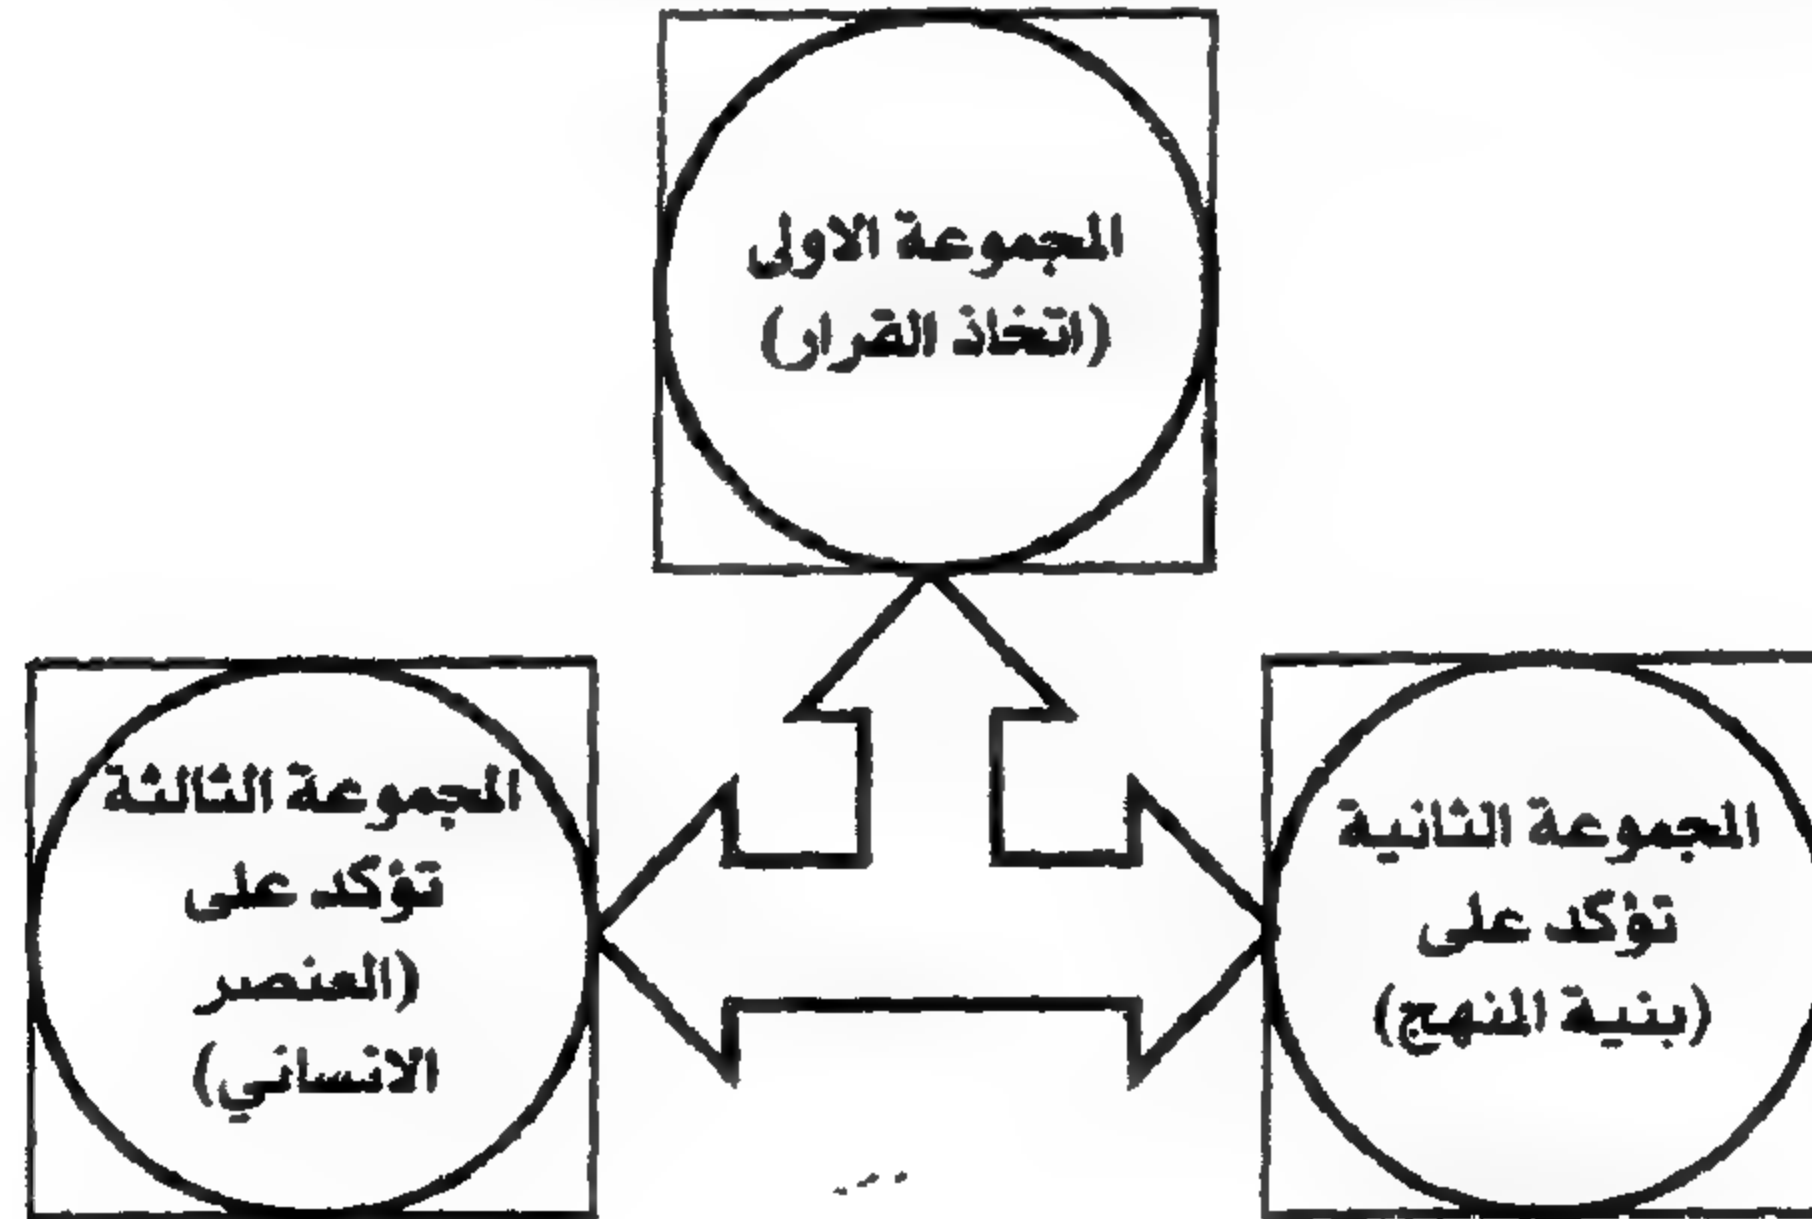 المجموعة الاولى
(اتخاذ القرار)
المجموعة الثانية
تؤكد على
(بنية المنهج)
المجموعة الثالثة
تؤكد على
(العنصر
الانساني)